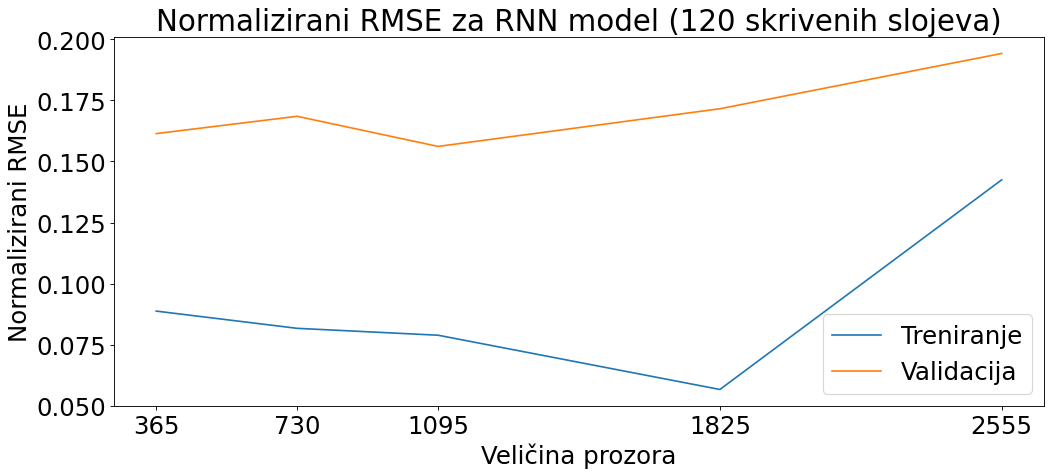 Normalizirani RMSE za RNN model (120 skrivenih slojeva)
Normalizirani RMSE
0.200
0.175
0.150
0.125
0.100
0.075
0.050
Treniranje
Validacija
365 730 1095 1825 2555
Veličina prozora